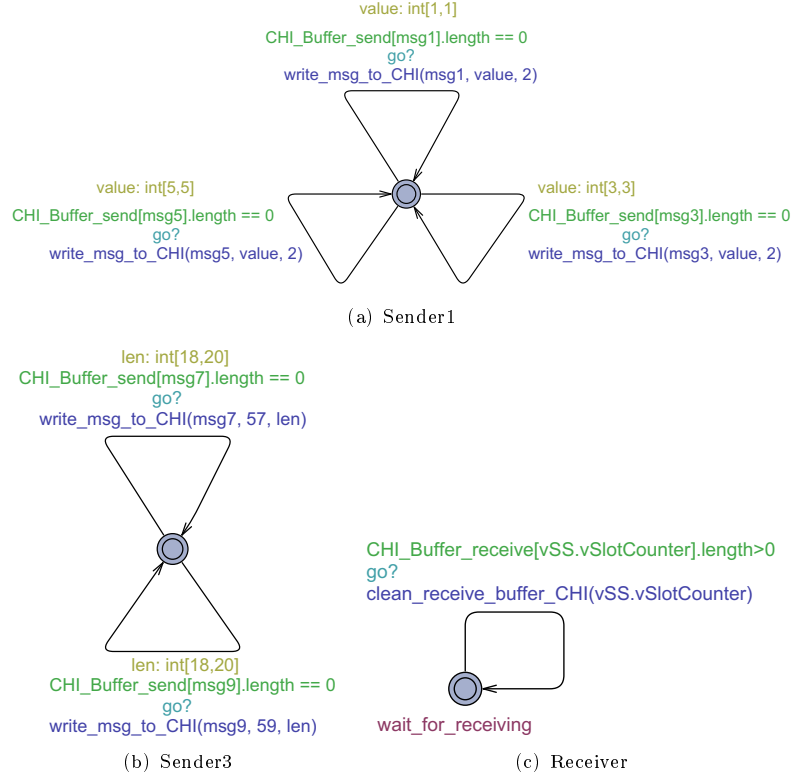 value: int[1,1]
CHI_Buffer_send[msg1].length == 0
go?
write_msg_to_CHI(msg1, value, 2)
value: int[5,5]
CHI_Buffer_send[msg5].length == 0
go?
write_msg_to_CHI(msg5, value, 2)
value: int[3,3]
CHI_Buffer_send[msg3].length == 0
go?
write_msg_to_CHI(msg3, value, 2)
(a) Sender1
len: int[18,20]
CHI_Buffer_send[msg7].length == 0
go?
write_msg_to_CHI(msg7, 57, len)
len: int[18,20]
CHI_Buffer_send[msg9].length == 0
go?
write_msg_to_CHI(msg9, 59, len)
(b) Sender3
CHI_Buffer_receive[vSS.vSlotCounter].length>0
go?
clean_receive_buffer_CHI(vSS.vSlotCounter)
wait_for_receiving
(c) Receiver